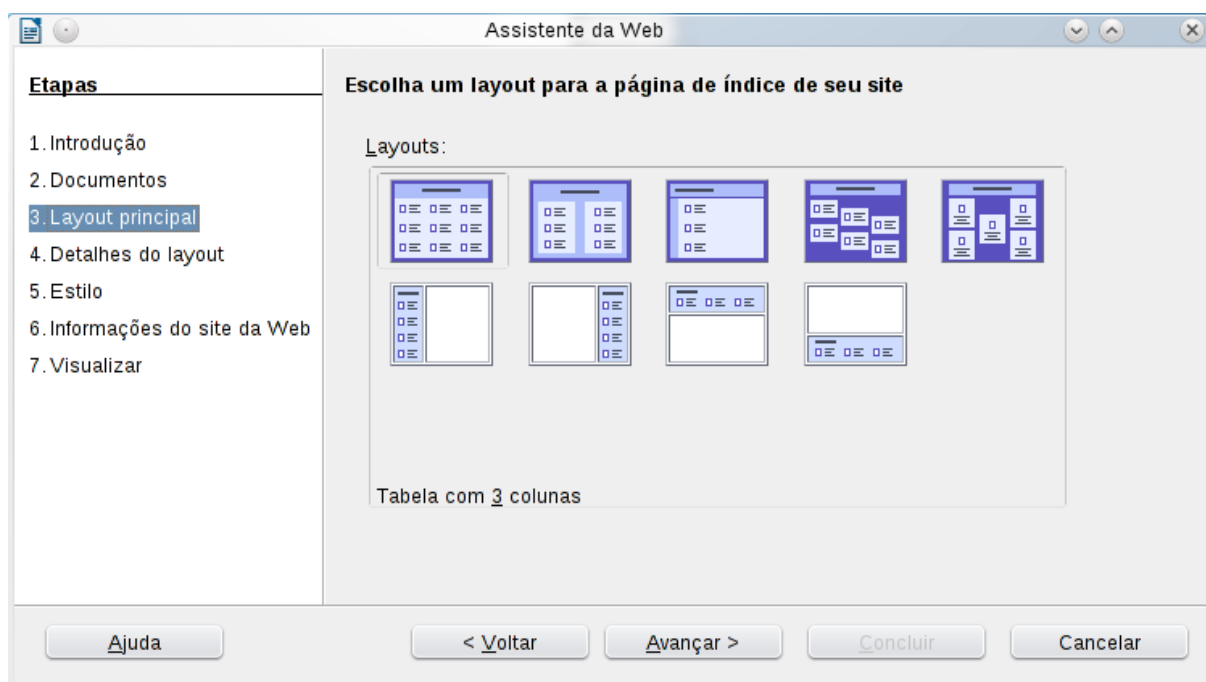 Assistente da Web
Etapas
1. Introdução
2. Documentos
3. Layout principal
4. Detalhes do layout
5. Estilo
6. Informações do site da Web
7. Visualizar
Escolha um layout para a página de índice de seu site
Layouts:
Tabela com 3 colunas
Ajuda
< Voltar
Avançar >
Concluir
Cancelar